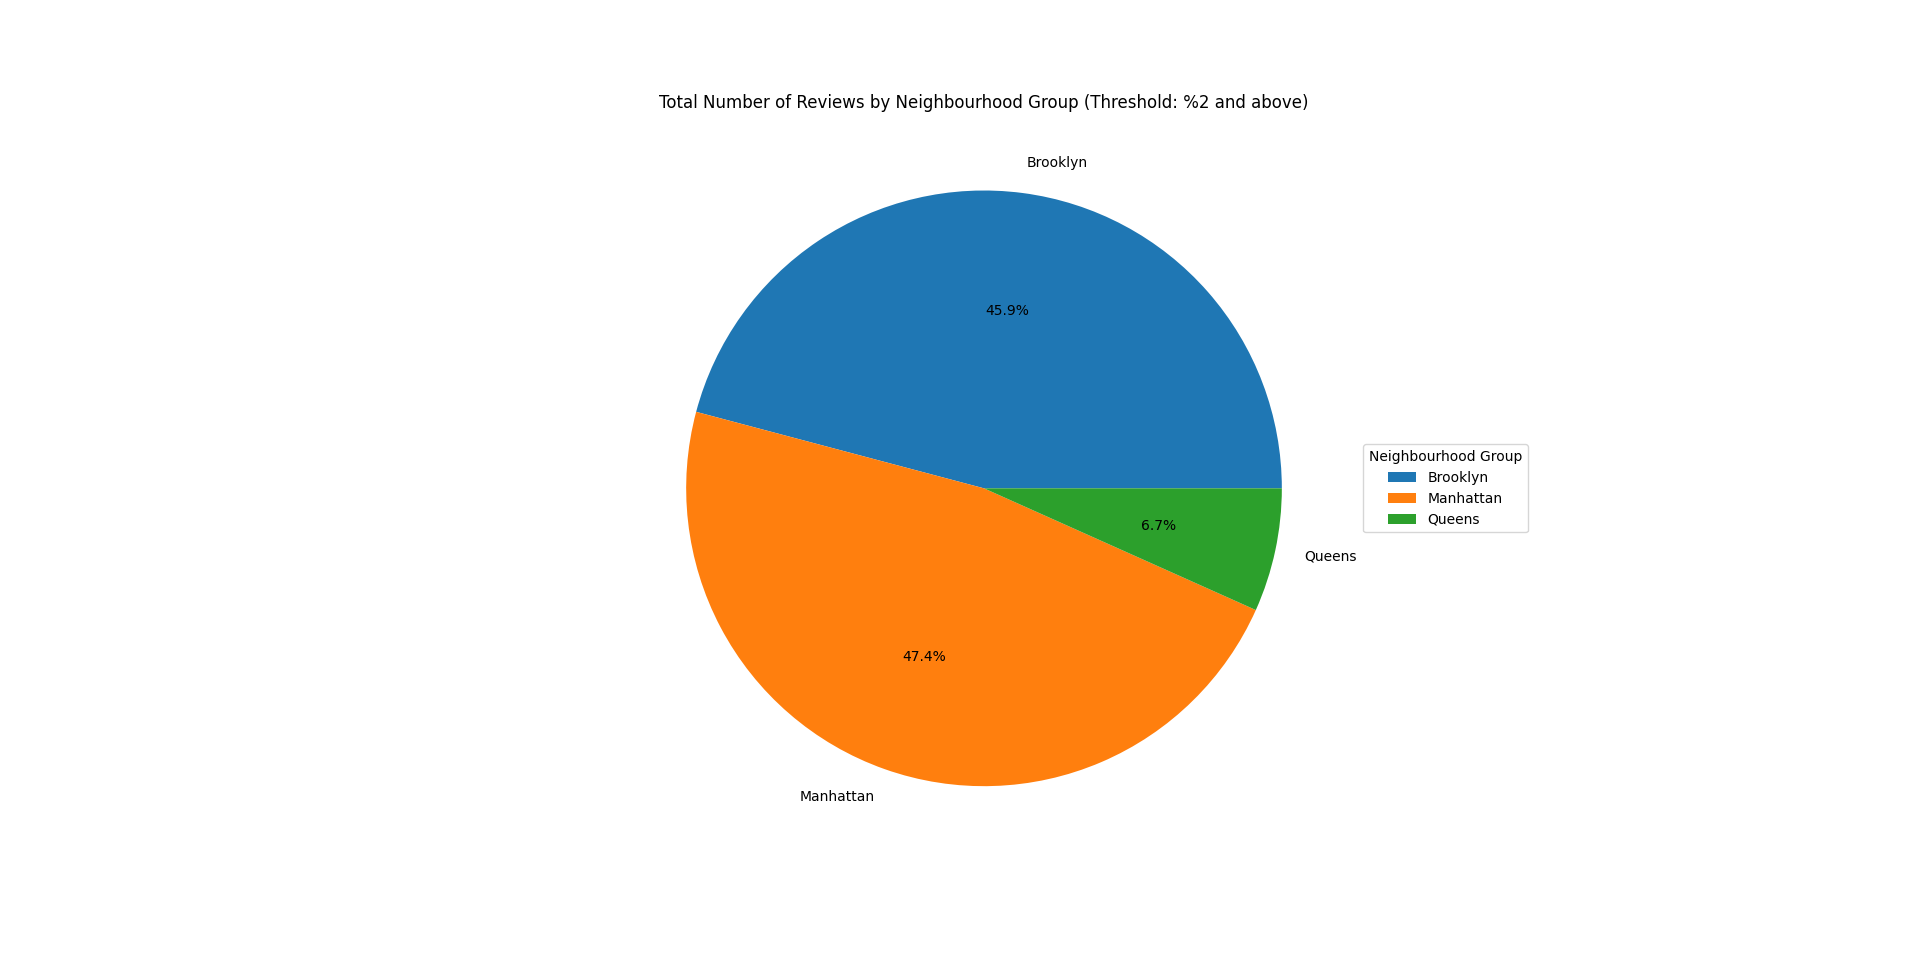 Total Number of Reviews by Neighbourhood Group (Threshold: %2 and above)
Brooklyn
45.9%
Neighbourhood Group
Brooklyn
Manhattan
Queens
6.7%
Queens
47.4%
Manhattan